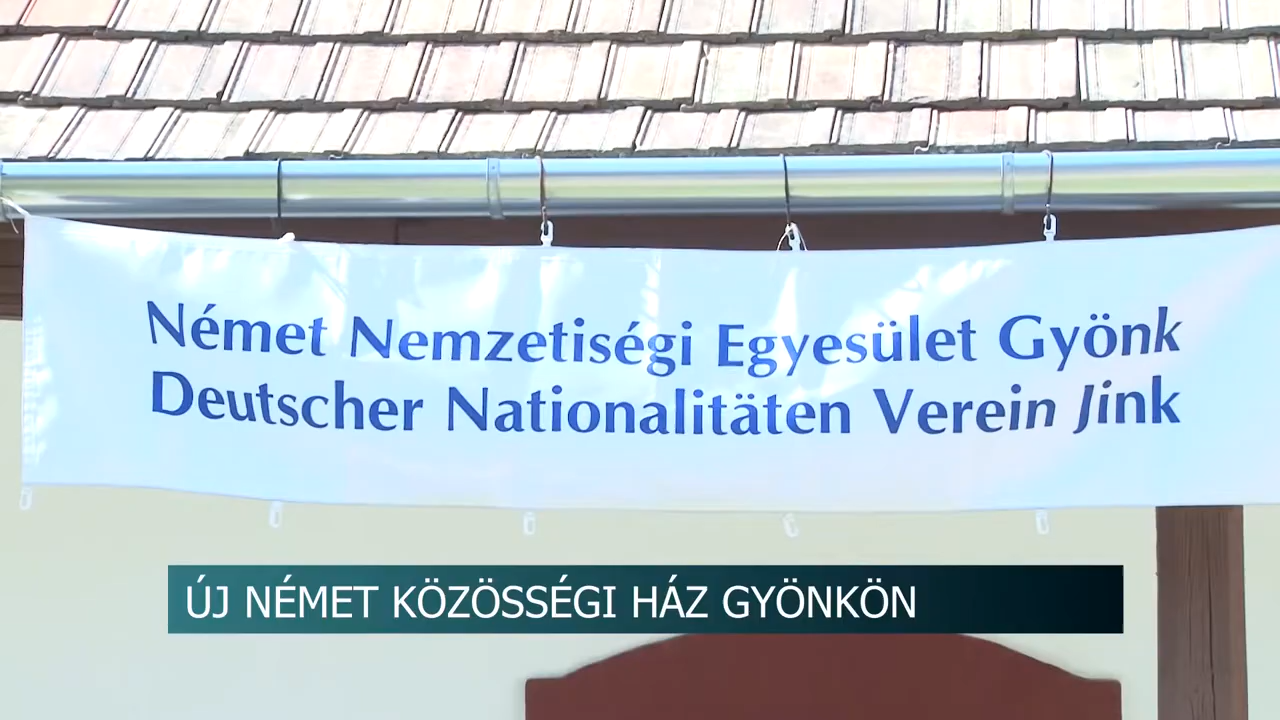 Német Nemzetiségi Egyesület Gyönk
Deutscher Nationalitäten Verein Jink
ÚJ NÉMET KÖZÖSSÉGI HÁZ GYÖNKÖN